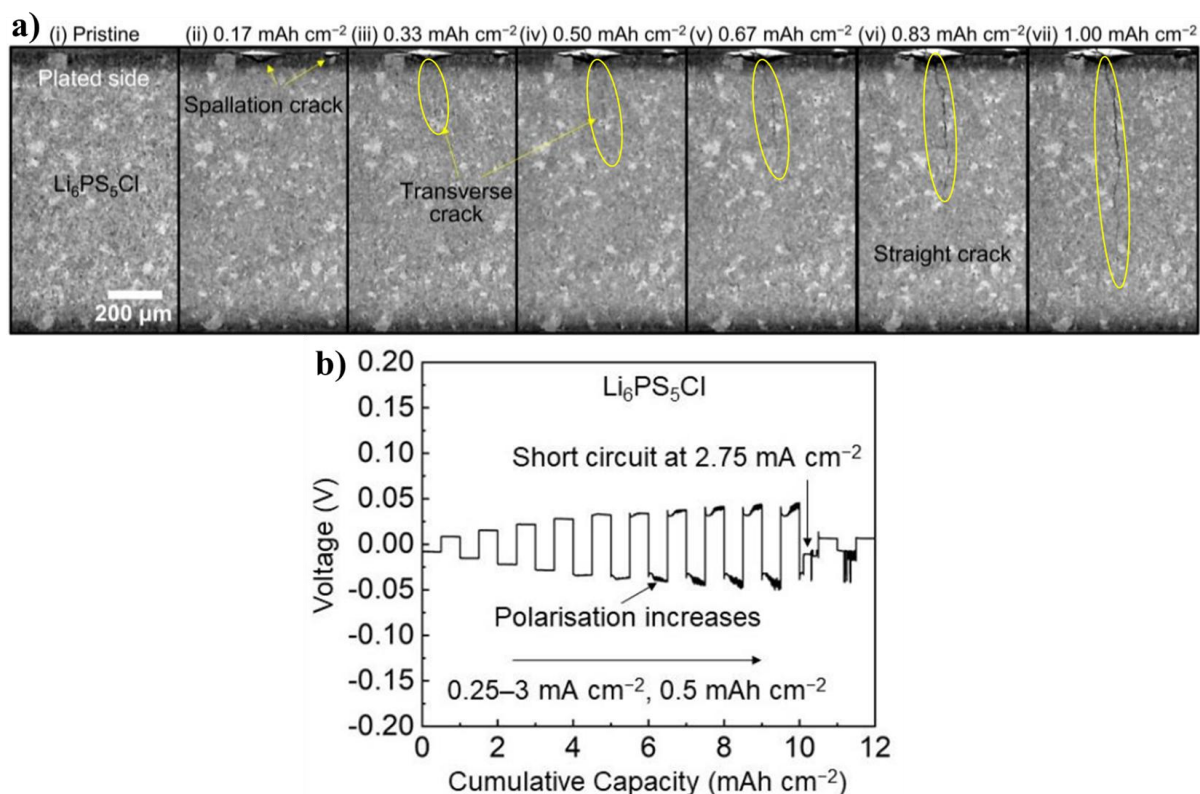 a)
(i) Pristine
(ii) 0.17 mAh cm⁻²
(iii) 0.33 mAh cm⁻²
(iv) 0.50 mAh cm⁻²
(v) 0.67 mAh cm⁻²
(vi) 0.83 mAh cm⁻²
(vii) 1.00 mAh cm⁻²
Plated side
Spallation crack
Li₆PS₅Cl
Transverse
crack
Straight crack
200 µm
b)
Li₆PS₅Cl
Short circuit at 2.75 mA cm⁻²
Polarisation increases
0.25–3 mA cm⁻², 0.5 mAh cm⁻²
Voltage (V)
0.20
0.15
0.10
0.05
0.00
-0.05
-0.10
-0.15
-0.20
0 2 4 6 8 10 12
Cumulative Capacity (mAh cm⁻²)